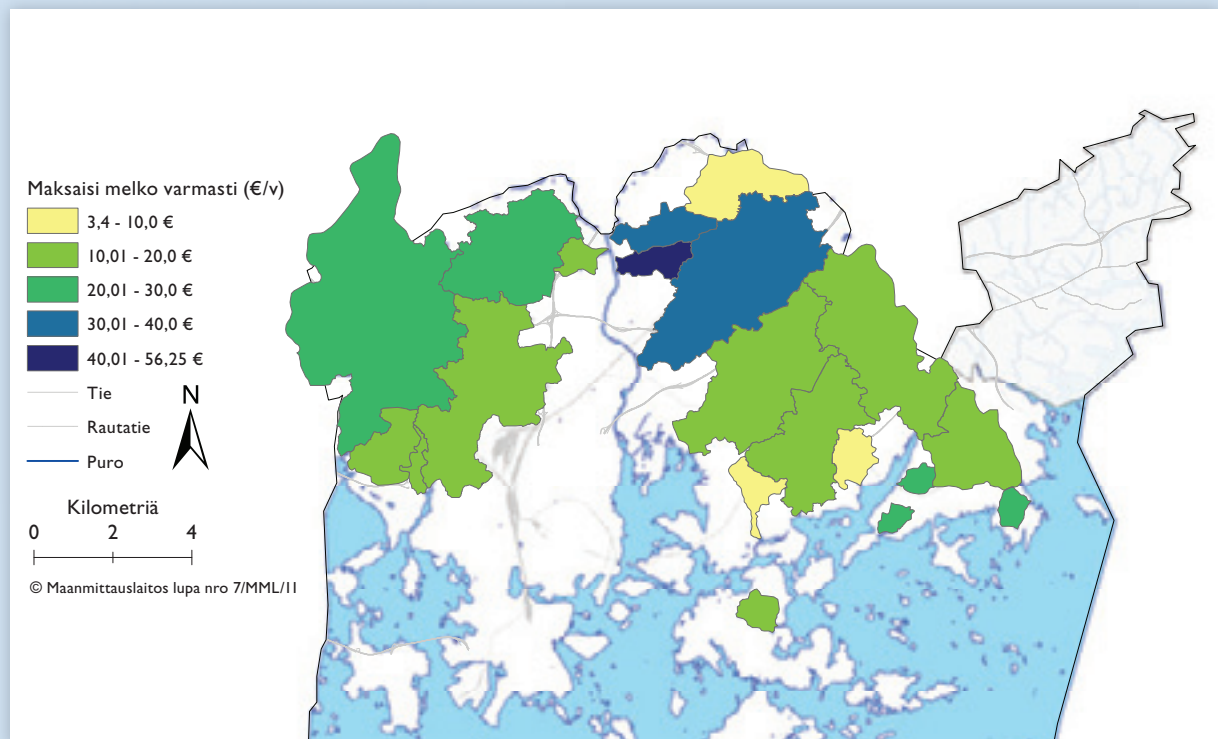 Maksaisi melko varmasti (€/v)
3,4 - 10,0 €
10,01 - 20,0 €
20,01 - 30,0 €
30,01 - 40,0 €
40,01 - 56,25 €
Tie
N
Rautatie
Puro
Kilometriä
0 2 4
© Maanmittauslaitos lupa nro 7/MML/11